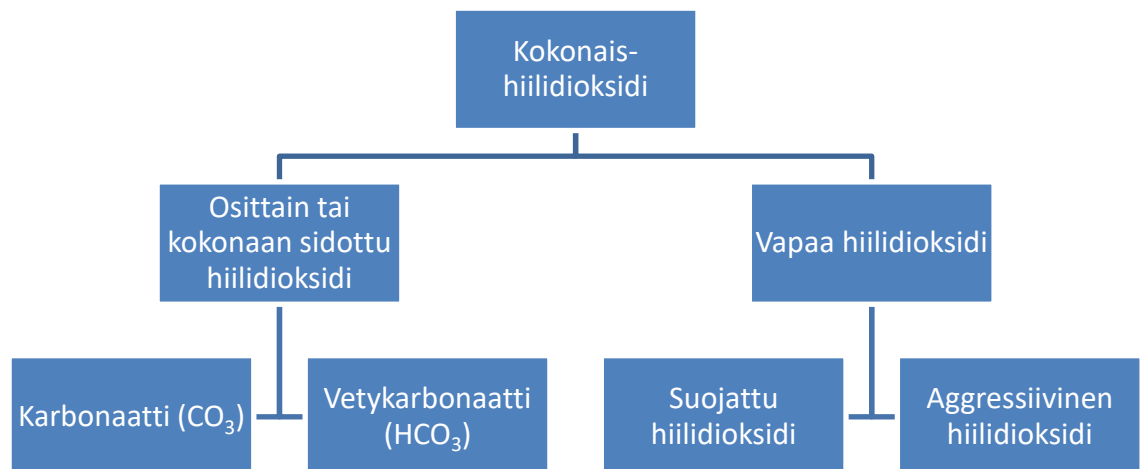 Kokonais-
hiilidioksidi
Osittain tai
kokonaan sidottu
hiilidioksidi
Vapaa hiilidioksidi
Karbonaatti (CO₃)
Vetykarbonaatti
(HCO₃)
Suojattu
hiilidioksidi
Aggressiivinen
hiilidioksidi